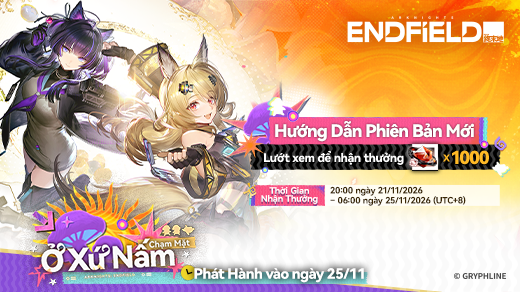 ARKNIGHTS
ENDFIELD
Hướng Dẫn Phiên Bản Mới
Lướt xem để nhận thưởng x1000
Thời Gian Nhận Thưởng
20:00 ngày 21/11/2026
– 06:00 ngày 25/11/2026 (UTC+8)
Chạm Mặt
Ở Xứ Nấm
Phát Hành vào ngày 25/11
© GRYPHLINE